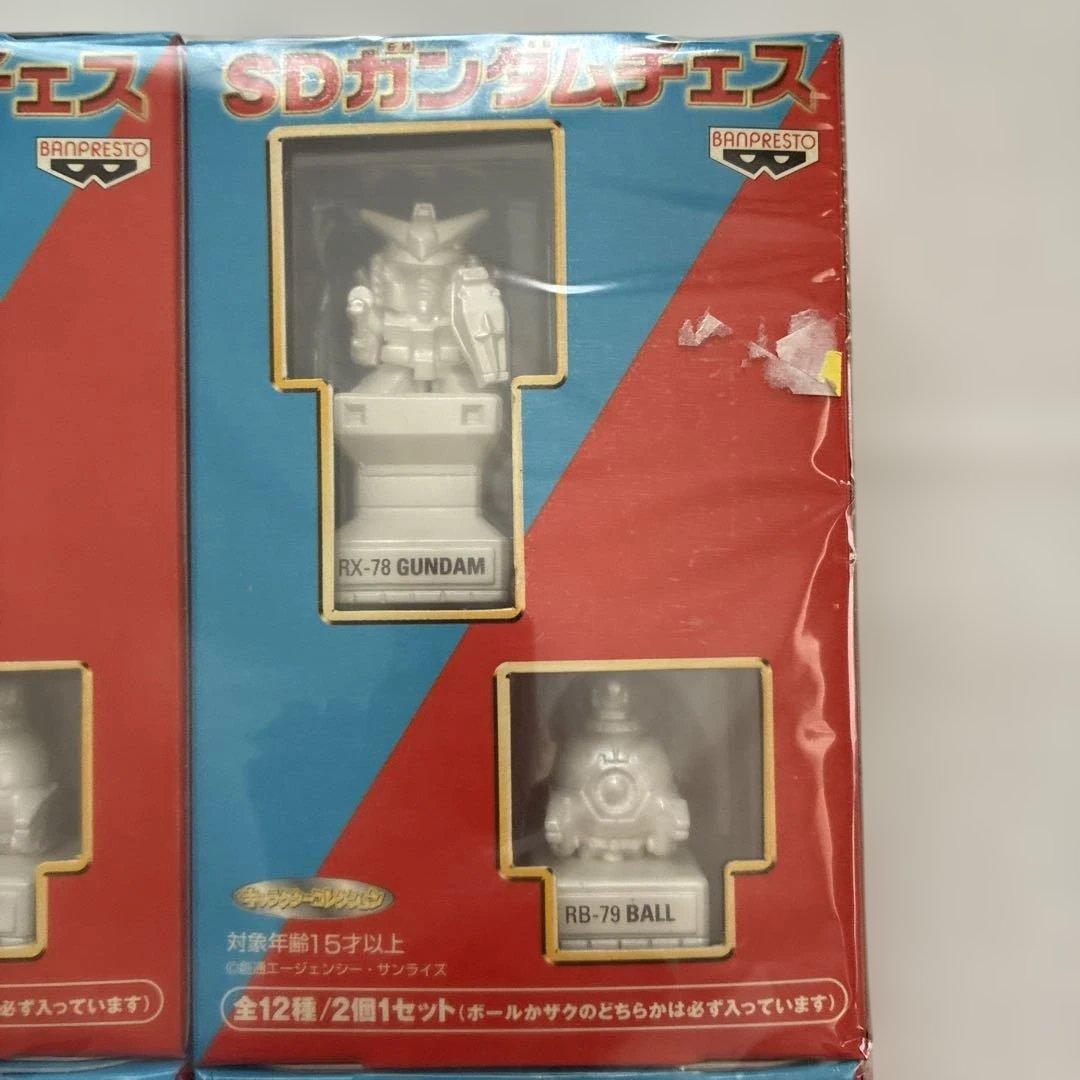 チェス
BANPRESTO
必ず入っています)
SDガンダムチェス
BANPRESTO
RX-78 GUNDAM
RB-79 BALL
キャラクターコレクション
対象年齢15才以上
©創通エージェンシー・サンライズ
全12種/2個1セット(ボールかザクのどちらかは必ず入っています)